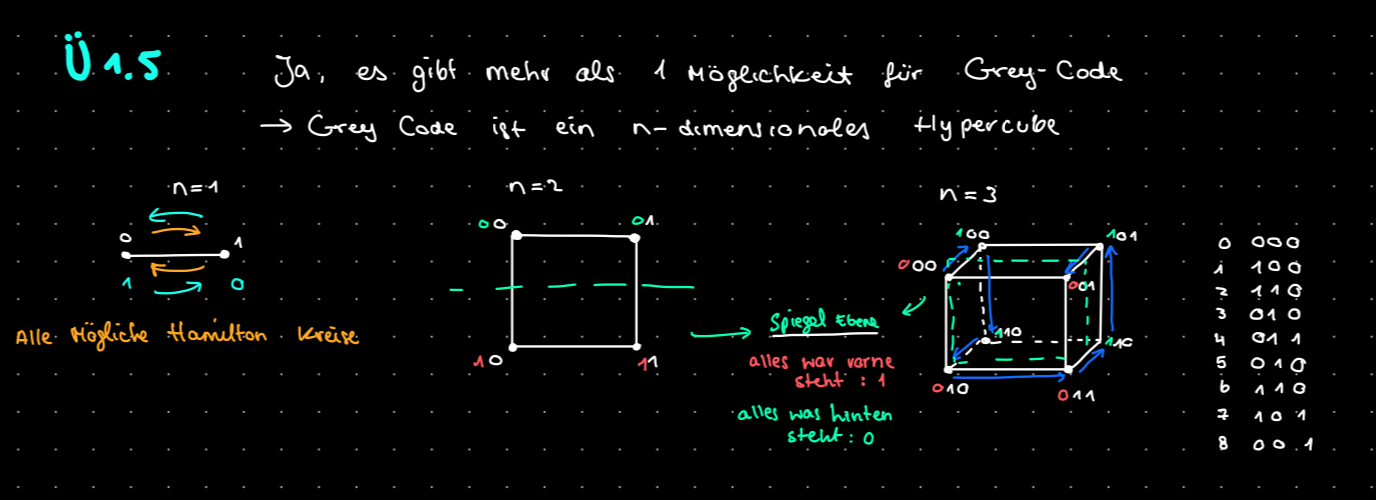 Ü 1.5
Ja, es gibt mehr als 1 Möglichkeit für Grey-Code
→ Grey Code ist ein n-dimensionales Hypercube
n=1
0 1
1 0
Alle Mögliche Hamilton Kreise
n=2
00 01
10 11
Spiegel Ebene
alles war vorne
steht : 1
alles was hinten
steht : 0
n=3
100 101
000 001
110 110
010 011
0 000
1 100
2 110
3 010
4 011
5 010
6 110
7 101
8 001